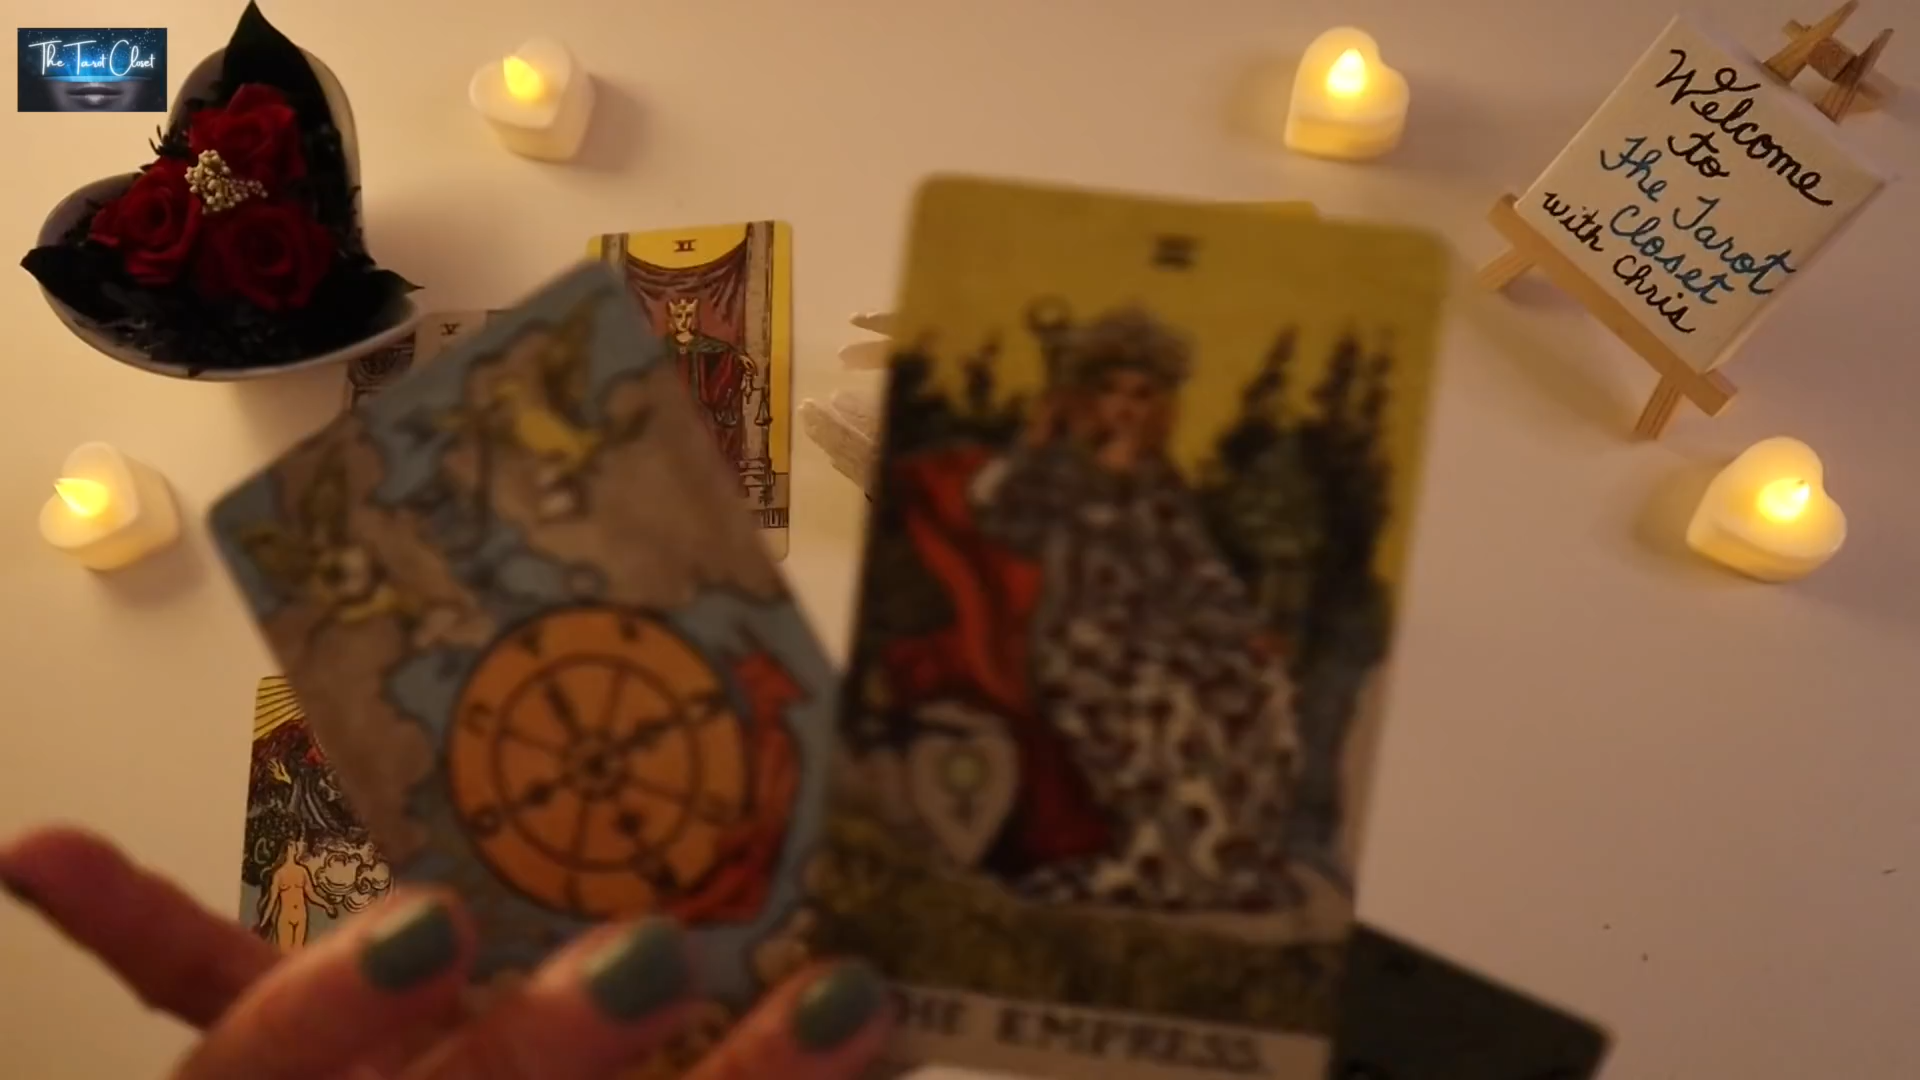 The Tarot Closet
Welcome
to
The Tarot
Closet
with Chris
V
THE EMPRESS.